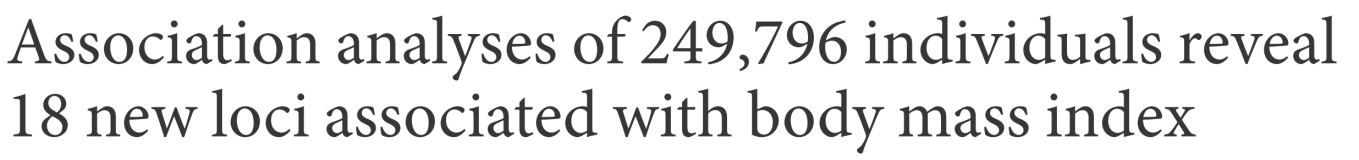 Association analyses of 249,796 individuals reveal
18 new loci associated with body mass index